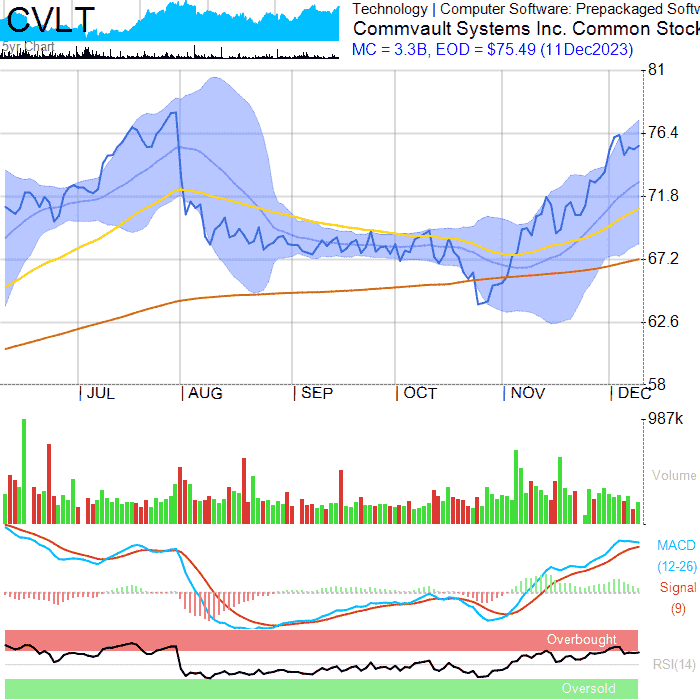 CVLT
5yr Chart
Technology | Computer Software: Prepackaged Softw
Commvault Systems Inc. Common Stock
MC = 3.3B, EOD = $75.49 (11Dec2023)
81
76.4
71.8
67.2
62.6
58
| JUL | AUG | SEP | OCT | NOV | DEC
987k
Volume
MACD
(12-26)
Signal
(9)
Overbought
RSI(14)
Oversold